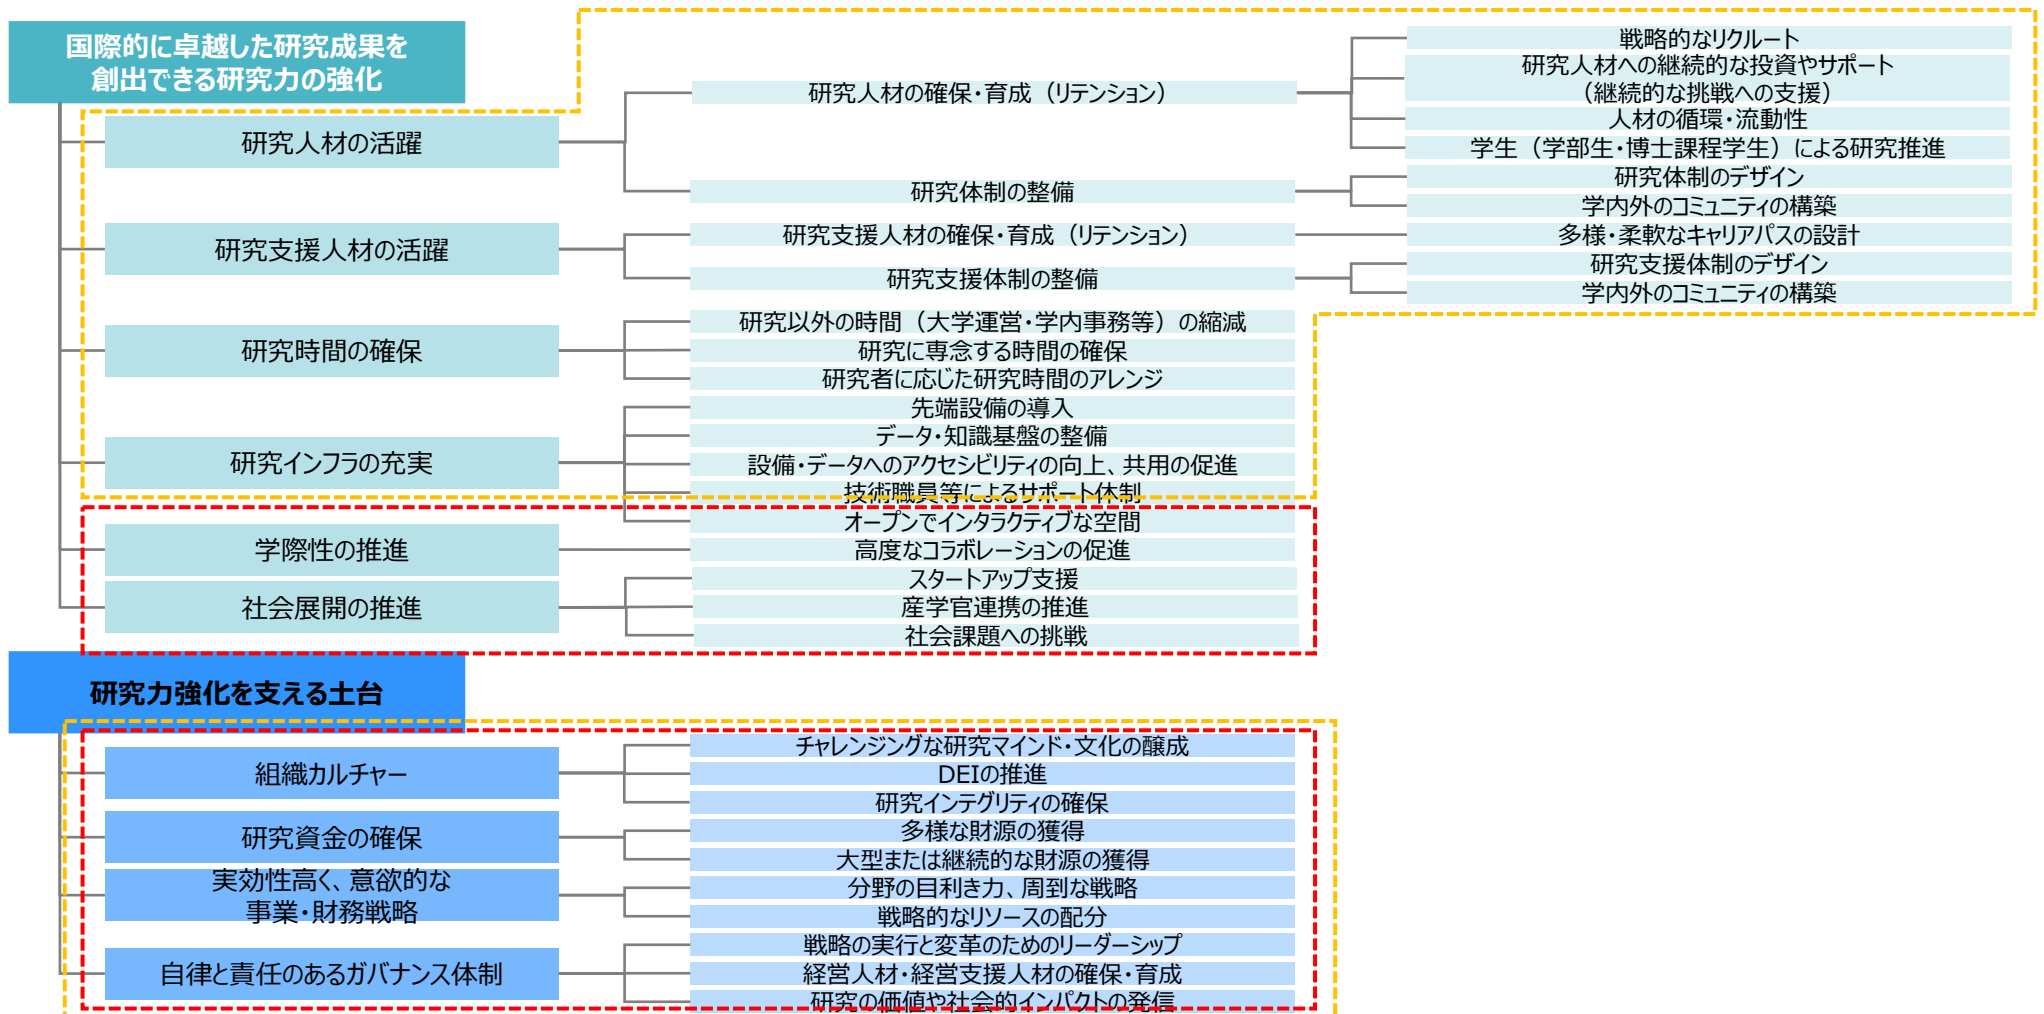 国際的に卓越した研究成果を
創出できる研究力の強化
研究人材の活躍
研究人材の確保・育成（リテンション）
戦略的なリクルート
研究人材への継続的な投資やサポート
（継続的な挑戦への支援）
人材の循環・流動性
学生（学部生・博士課程学生）による研究推進
研究体制の整備
研究体制のデザイン
学内外のコミュニティの構築
研究支援人材の活躍
研究支援人材の確保・育成（リテンション）
多様・柔軟なキャリアパスの設計
研究支援体制の整備
研究支援体制のデザイン
学内外のコミュニティの構築
研究時間の確保
研究以外の時間（大学運営・学内事務等）の縮減
研究に専念する時間の確保
研究者に応じた研究時間のアレンジ
研究インフラの充実
先端設備の導入
データ・知識基盤の整備
設備・データへのアクセシビリティの向上、共用の促進
技術職員等によるサポート体制
オープンでインタラクティブな空間
学際性の推進
高度なコラボレーションの促進
社会展開の推進
スタートアップ支援
産学官連携の推進
社会課題への挑戦
研究力強化を支える土台
組織カルチャー
チャレンジングな研究マインド・文化の醸成
DEIの推進
研究インテグリティの確保
研究資金の確保
多様な財源の獲得
大型または継続的な財源の獲得
実効性高く、意欲的な
事業・財務戦略
分野の目利き力、周到な戦略
戦略的なリソースの配分
自律と責任のあるガバナンス体制
戦略の実行と変革のためのリーダーシップ
経営人材・経営支援人材の確保・育成
研究の価値や社会的インパクトの発信